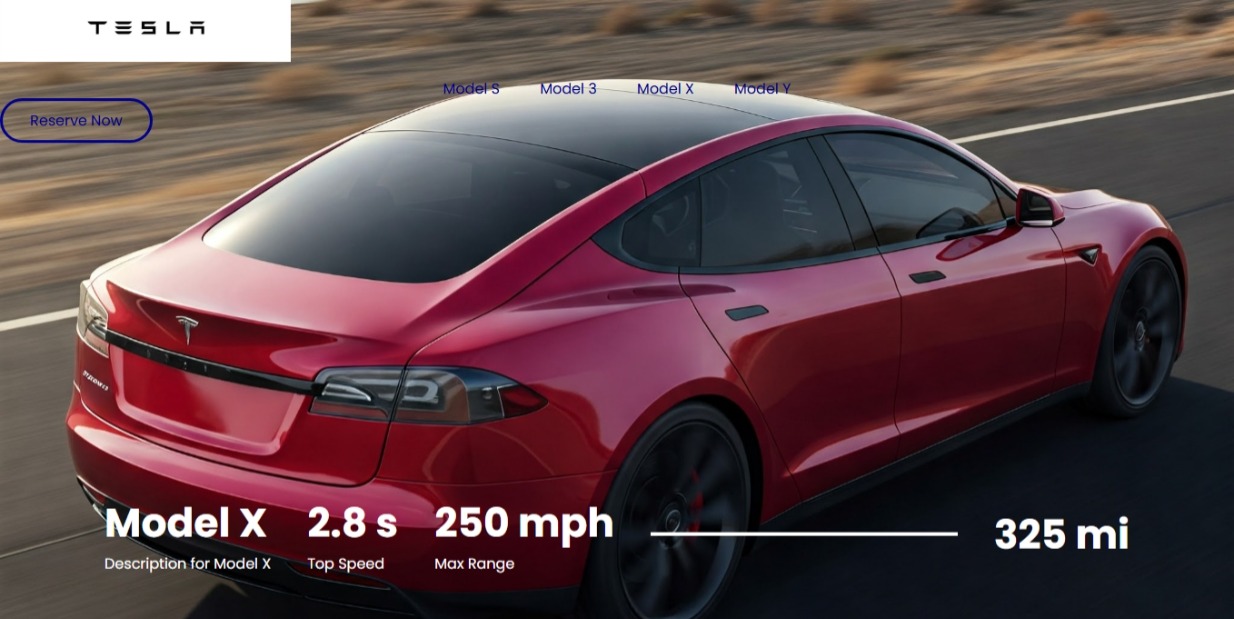 TESLA
Model S Model 3 Model X Model Y
Reserve Now
Model X 2.8 s 250 mph 325 mi
Description for Model X Top Speed Max Range